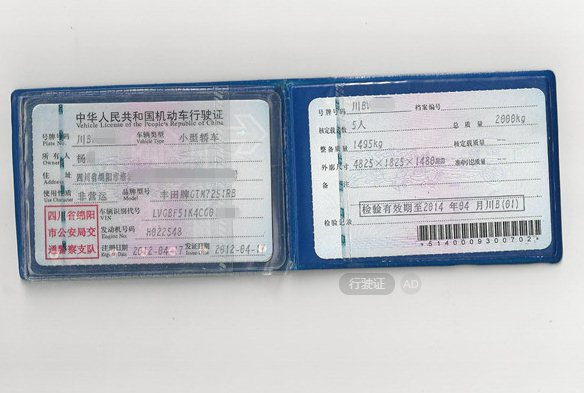 中华人民共和国机动车行驶证
Vehicle License of the People's Republic of China
号牌号码 川B 车辆类型 小型轿车
Plate No. Vehicle Type
所有人 杨
Owner
住址 四川省绵阳
Address
使用性质 非营运 品牌型号 丰田牌GTM7251RB
Use Character Model
四川省绵阳
市公安局交
通警察支队
车辆识别代号 LVGBF51K4CG0
VIN
发动机号码 H022548
Engine No.
注册日期 2012-04-17 发证日期 2012-04-17
Register Date Issue Date
号牌号码 川B 档案编号
核定载人数 5人 总质量 2000kg
整备质量 1495kg 核定载质量 --
外廓尺寸 4825×1825×1480mm 准牵引总质量 --
备注
检验有效期至2014年04月川B(01)
检验记录
*5140009300702*
行驶证
AD